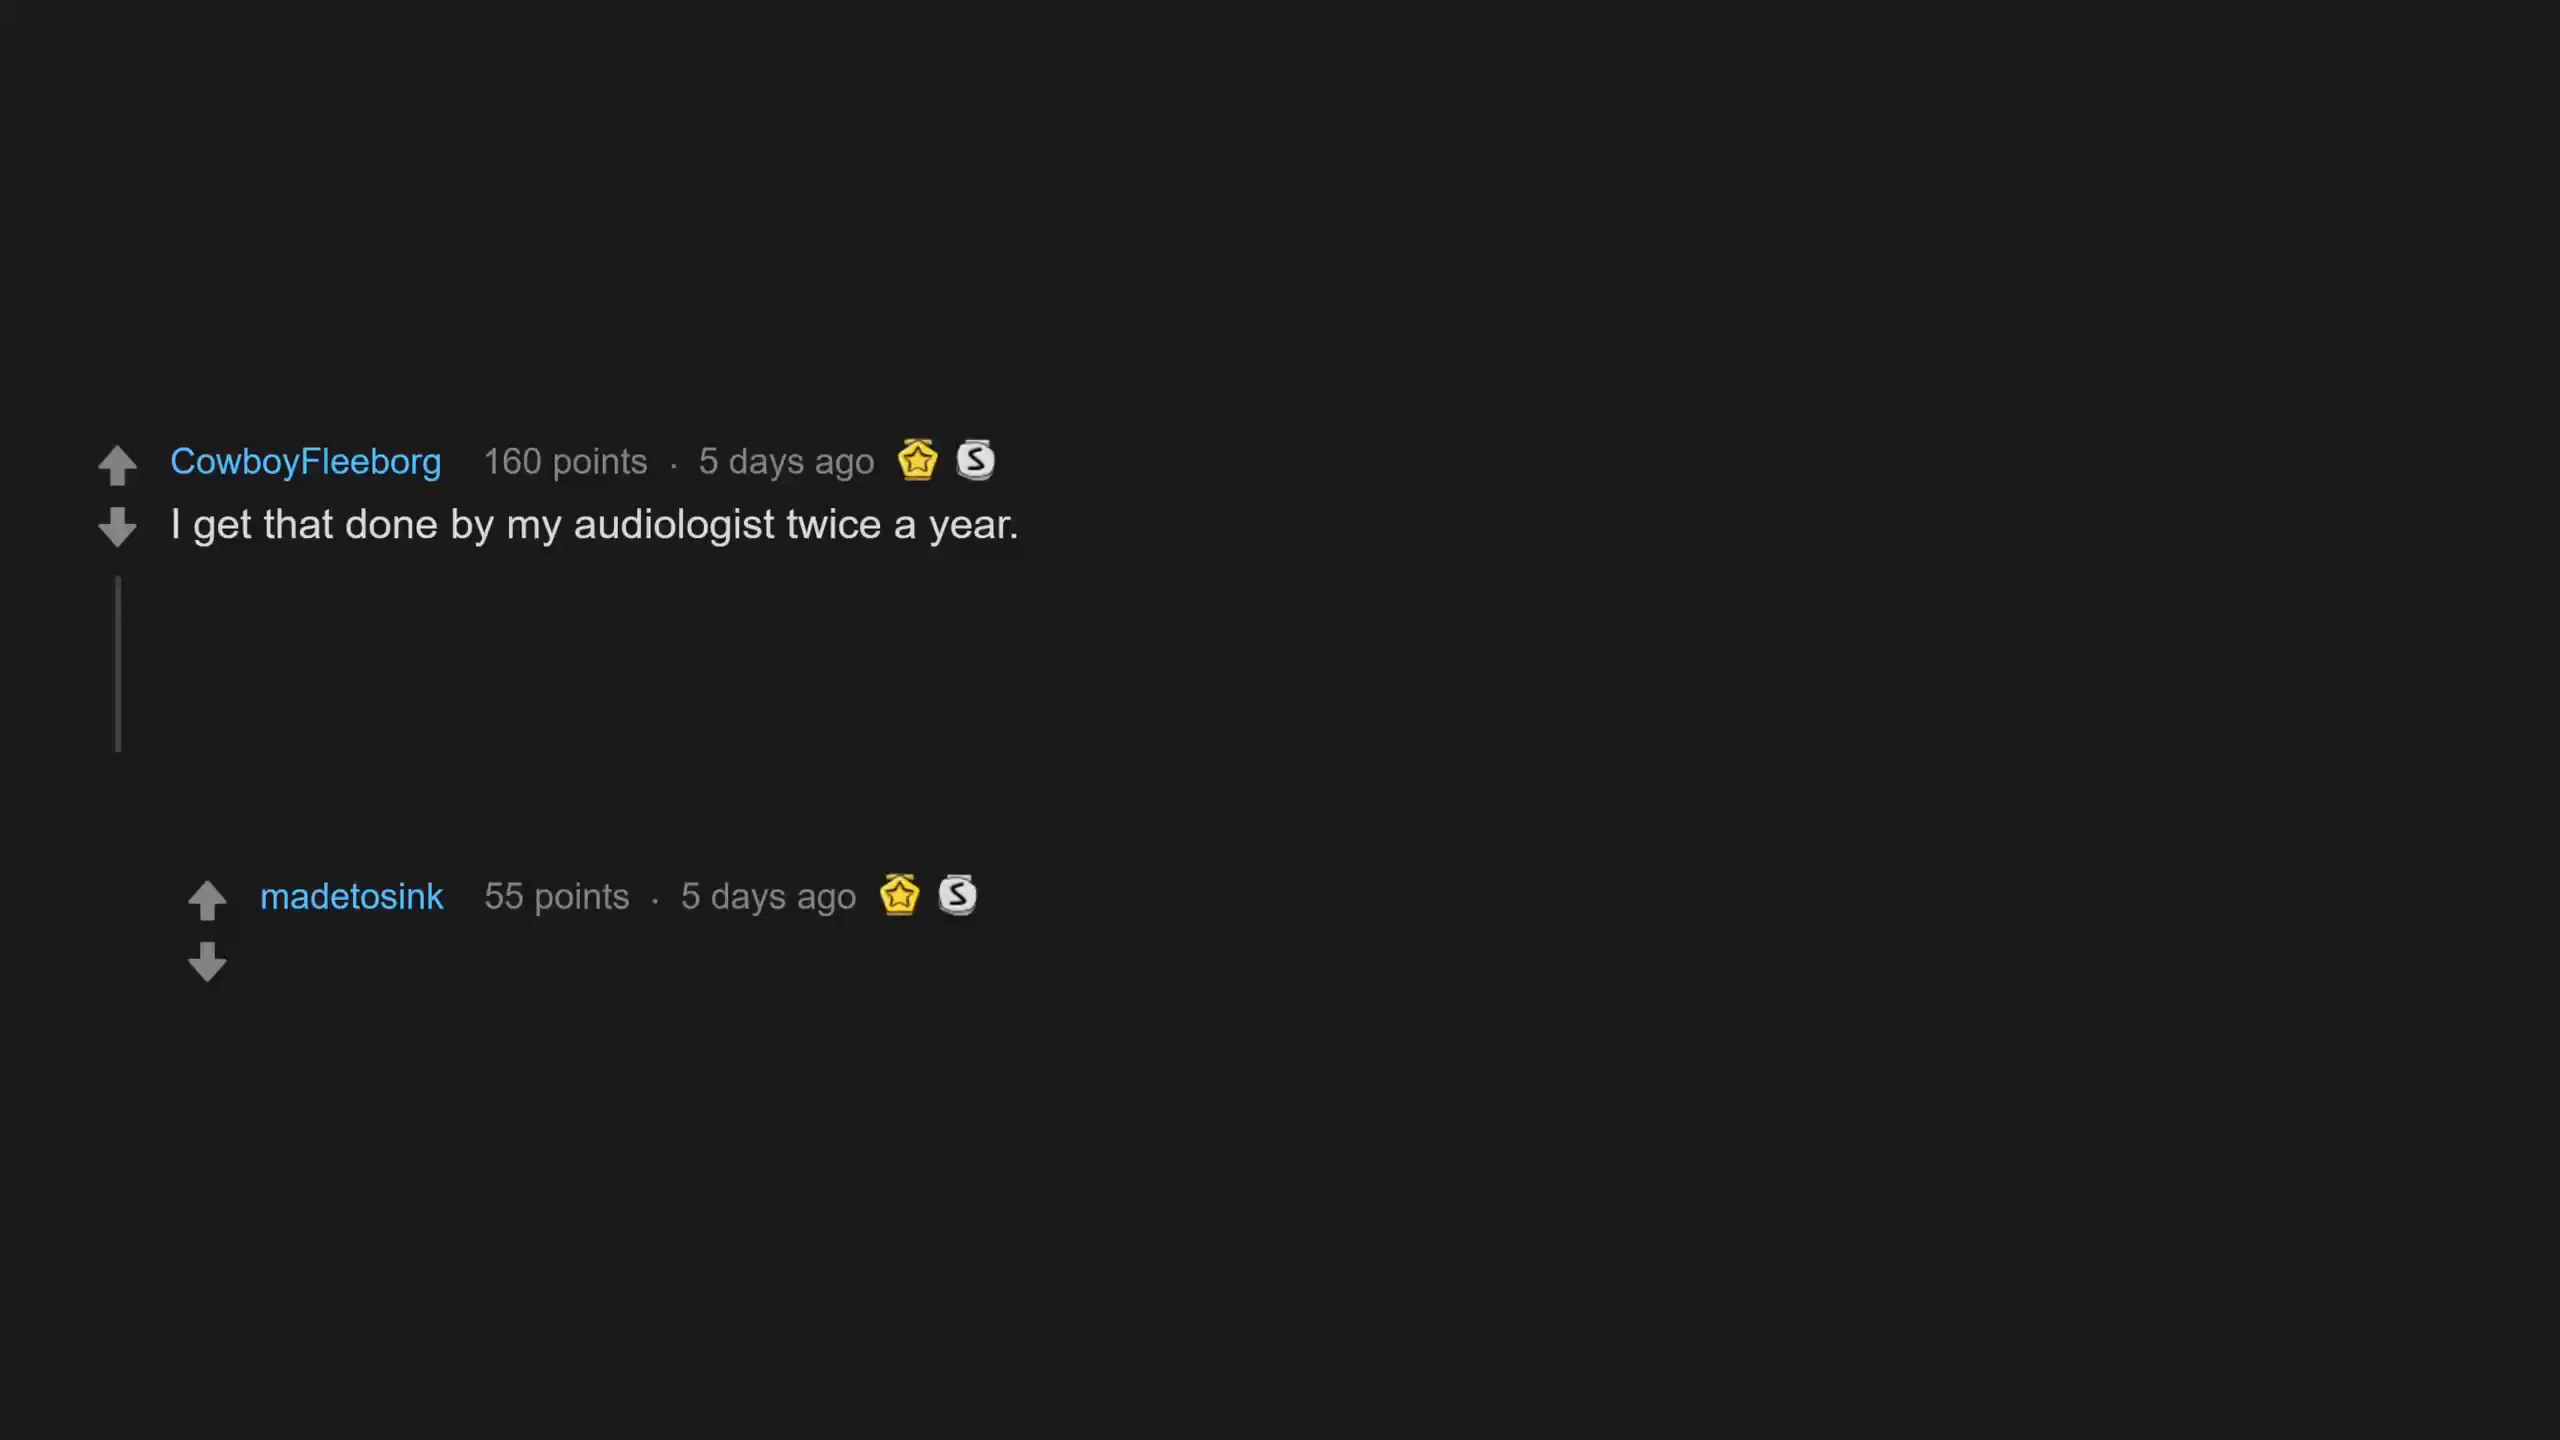 CowboyFleeborg 160 points · 5 days ago
I get that done by my audiologist twice a year.
madetosink 55 points · 5 days ago